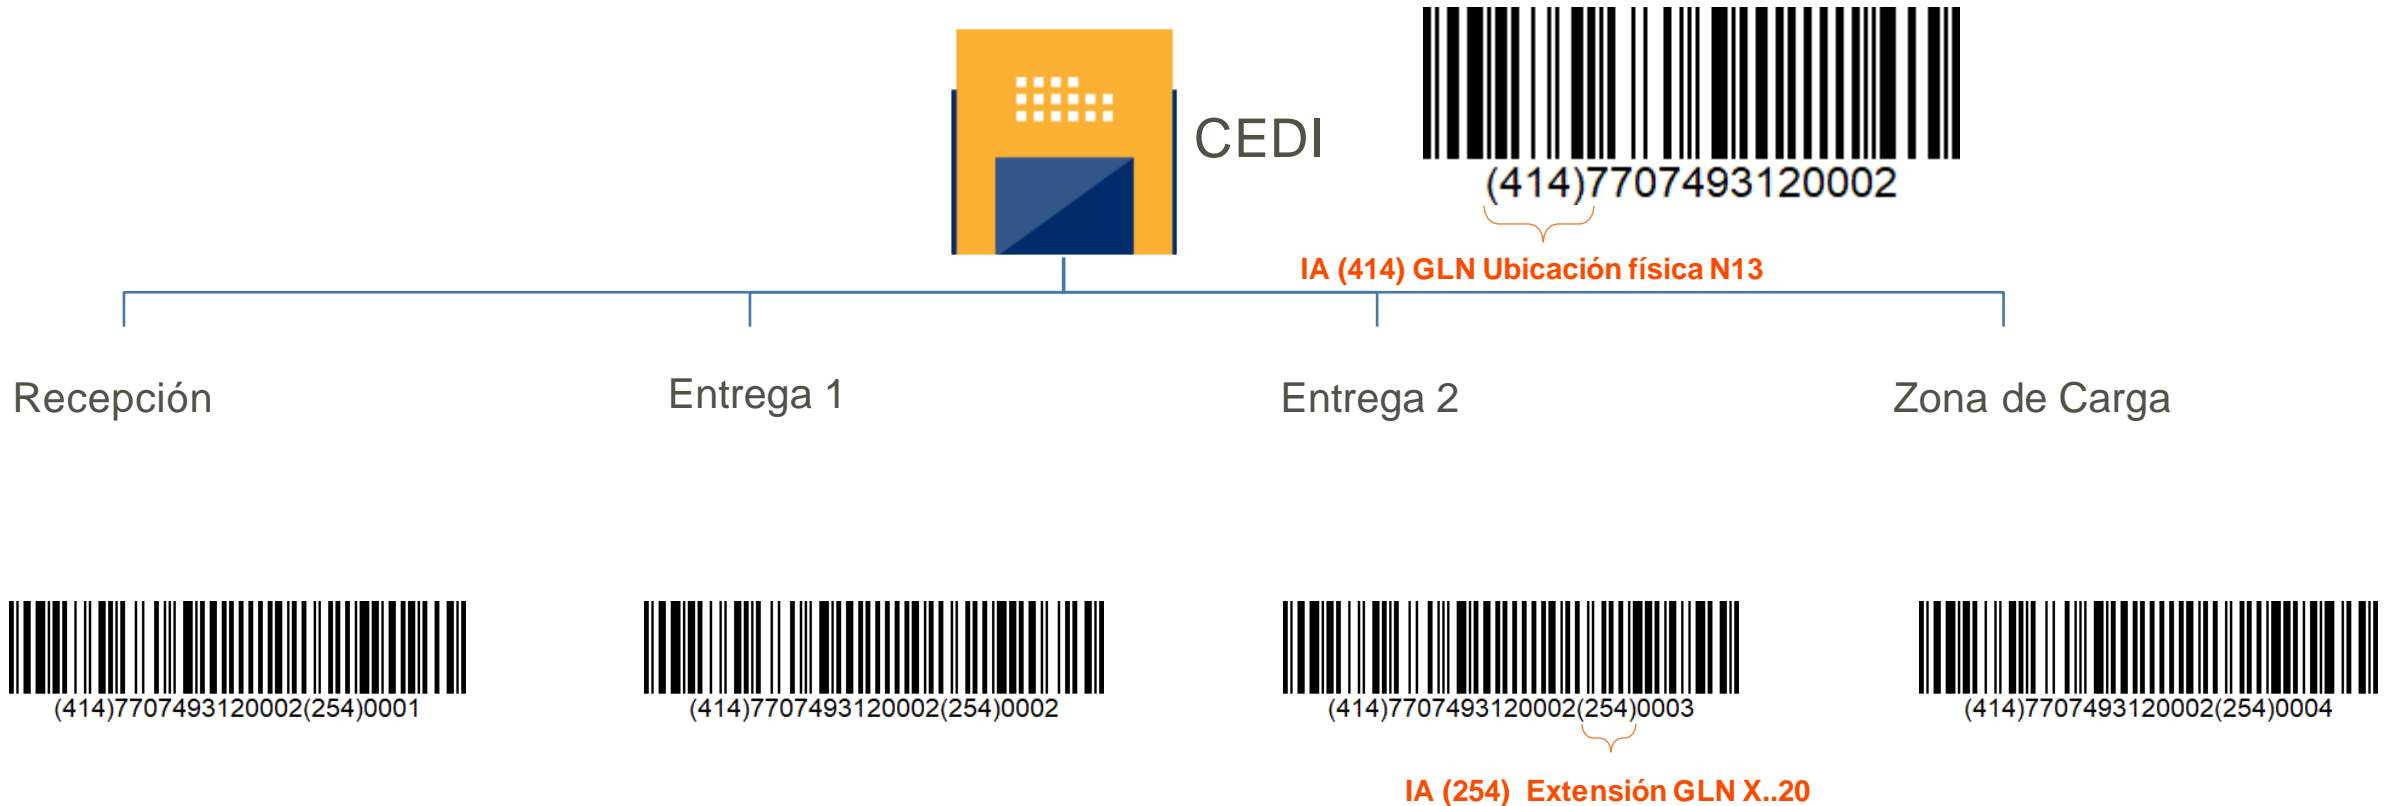 CEDI
(414)7707493120002
IA (414) GLN Ubicación física N13
Recepción
Entrega 1
Entrega 2
Zona de Carga
(414)7707493120002(254)0001
(414)7707493120002(254)0002
(414)7707493120002(254)0003
(414)7707493120002(254)0004
IA (254) Extensión GLN X..20